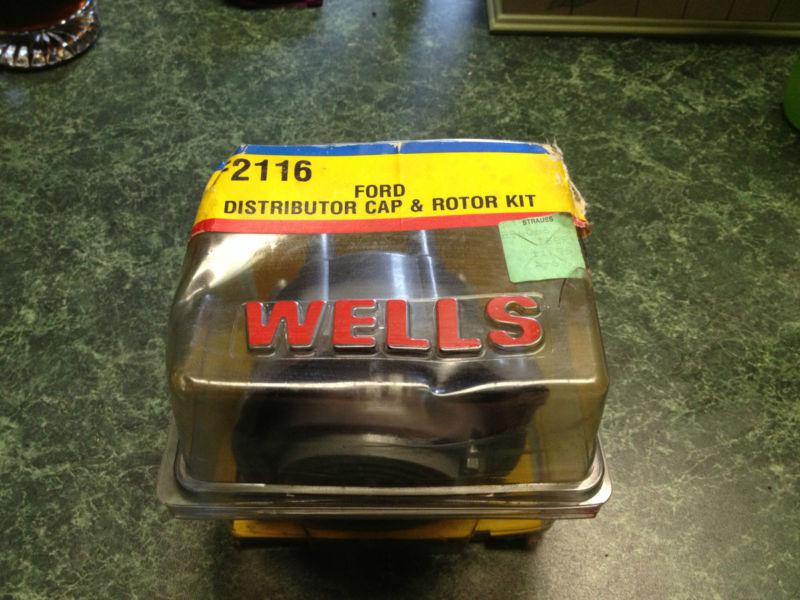 -2116
FORD
DISTRIBUTOR CAP & ROTOR KIT
STRAUSS
WELLS